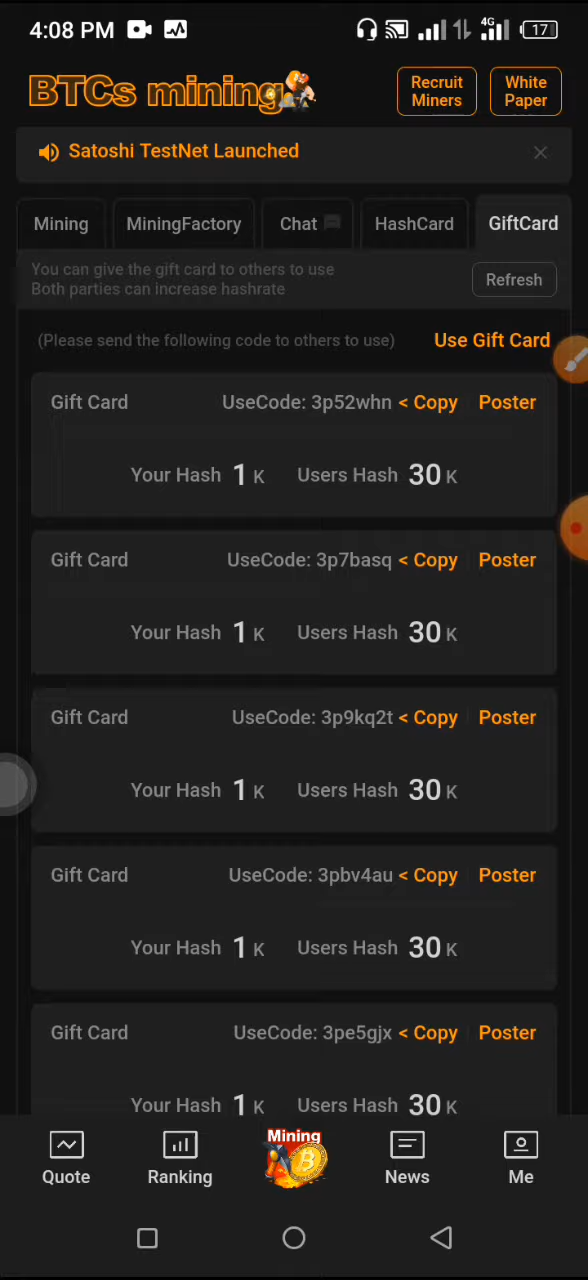 4:08 PM
4G
17
BTCs mining
Recruit Miners
White Paper
Satoshi TestNet Launched
Mining
MiningFactory
Chat
HashCard
GiftCard
You can give the gift card to others to use
Both parties can increase hashrate
Refresh
(Please send the following code to others to use)
Use Gift Card
Gift Card UseCode: 3p52whn < Copy Poster
Your Hash 1 K Users Hash 30 K
Gift Card UseCode: 3p7basq < Copy Poster
Your Hash 1 K Users Hash 30 K
Gift Card UseCode: 3p9kq2t < Copy Poster
Your Hash 1 K Users Hash 30 K
Gift Card UseCode: 3pbv4au < Copy Poster
Your Hash 1 K Users Hash 30 K
Gift Card UseCode: 3pe5gjx < Copy Poster
Your Hash 1 K Users Hash 30 K
Quote
Ranking
Mining
News
Me